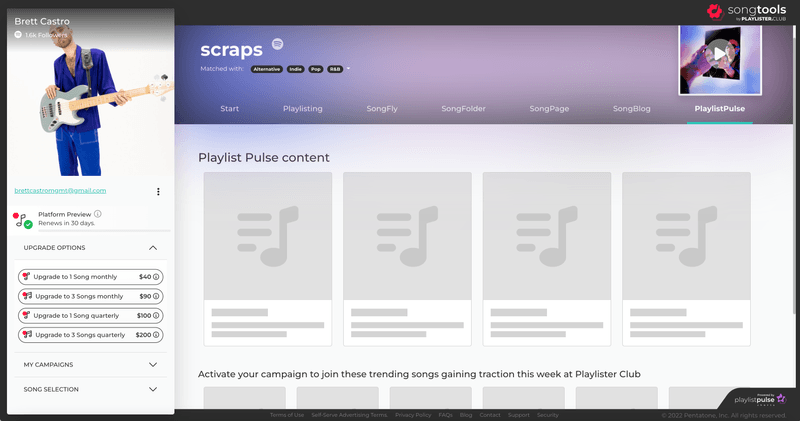 Brett Castro
1.6k Followers
songtools
by PLAYLISTER.CLUB
scraps
Matched with: Alternative Indie Pop R&B
Start Playlisting SongFly SongFolder SongPage SongBlog PlaylistPulse
brettcastromgmt@gmail.com
Platform Preview
Renews in 30 days.
UPGRADE OPTIONS
Upgrade to 1 Song monthly $40
Upgrade to 3 Songs monthly $90
Upgrade to 1 Song quarterly $100
Upgrade to 3 Songs quarterly $200
MY CAMPAIGNS
SONG SELECTION
Playlist Pulse content
Activate your campaign to join these trending songs gaining traction this week at Playlister Club
Powered by
playlistpulse
Terms of Use Self-Serve Advertising Terms. Privacy Policy FAQs Blog Contact Support Security
© 2022 Pentatonic, Inc. All rights reserved.